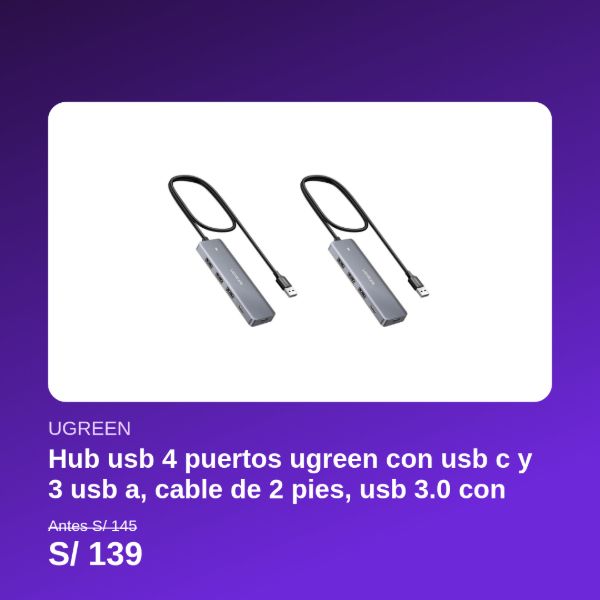 UGREEN
Hub usb 4 puertos ugreen con usb c y
3 usb a, cable de 2 pies, usb 3.0 con
Antes S/ 145
S/ 139